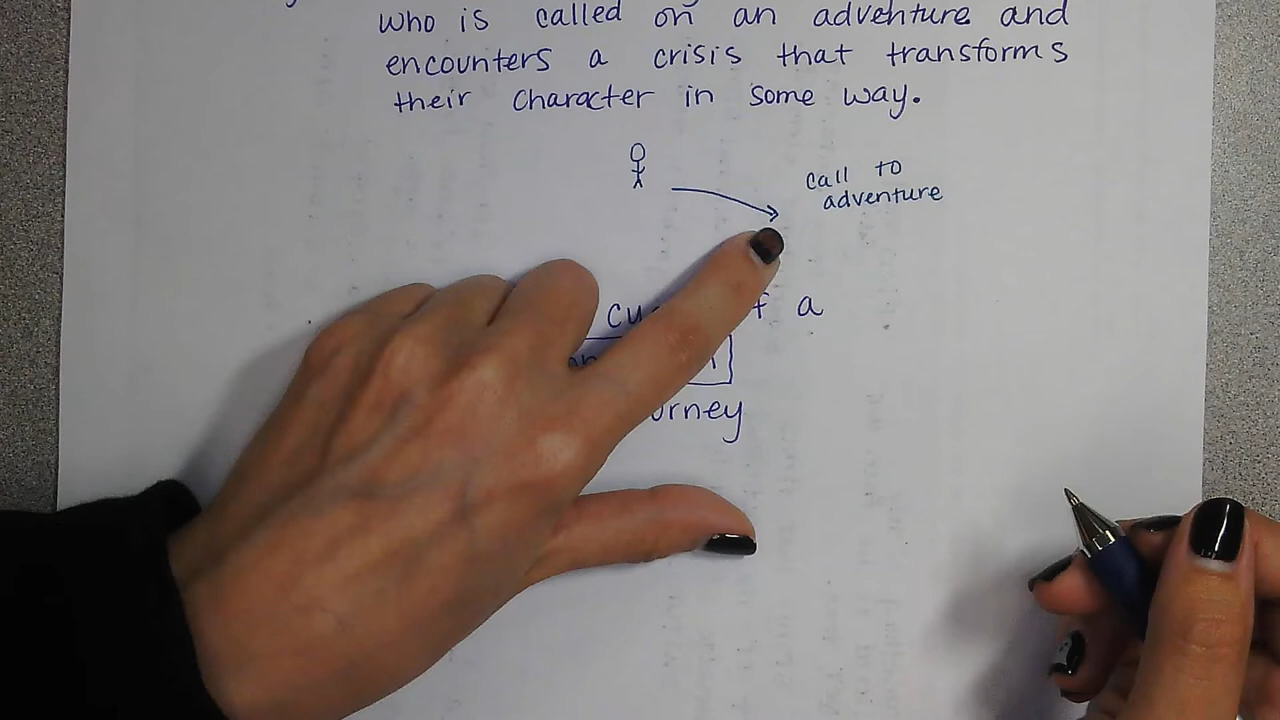 who is called on an adventure and
encounters a crisis that transforms
their character in some way.
call to
adventure
a